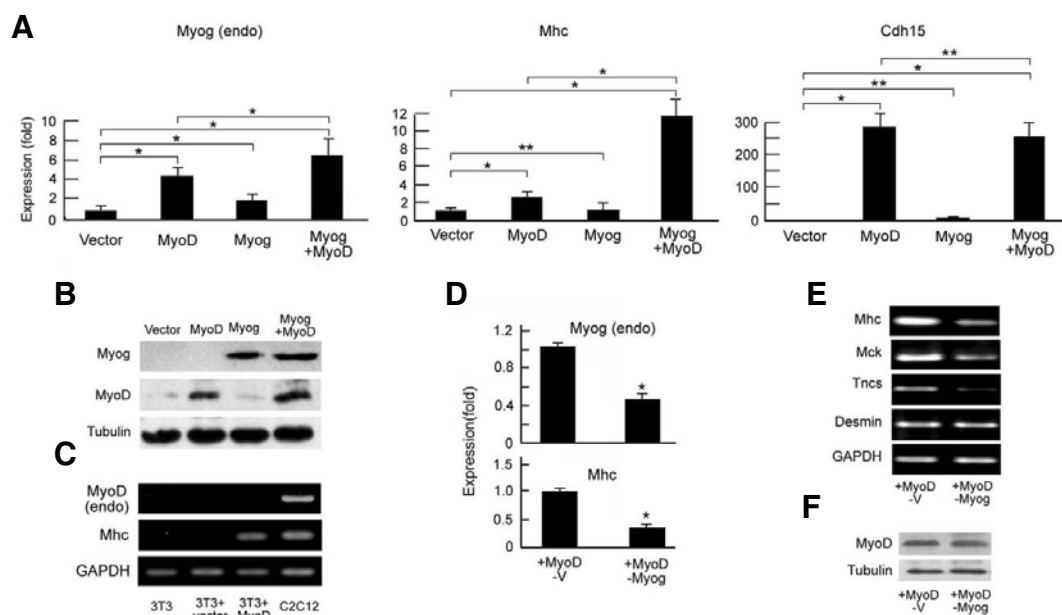 A
Myog (endo)
Mhc
Cdh15
Expression (fold)
10
8
6
4
2
0
*
*
*
*
Vector
MyoD
Myog
Myog
+MyoD
12
10
8
6
4
2
0
*
*
**
*
Vector
MyoD
Myog
Myog
+MyoD
300
200
100
0
**
*
**
*
Vector
MyoD
Myog
Myog
+MyoD
B
Vector MyoD Myog Myog
+MyoD
Myog
MyoD
Tubulin
C
MyoD
(endo)
Mhc
GAPDH
3T3
3T3+
vector
3T3+
MyoD
C2C12
D
Myog (endo)
Expression(fold)
1.2
0.8
0.4
0
*
Mhc
1.5
1.0
0.5
0
*
+MyoD
-V
+MyoD
-Myog
E
Mhc
Mck
Tncs
Desmin
GAPDH
+MyoD
-V
+MyoD
-Myog
F
MyoD
Tubulin
+MyoD
-V
+MyoD
-Myog